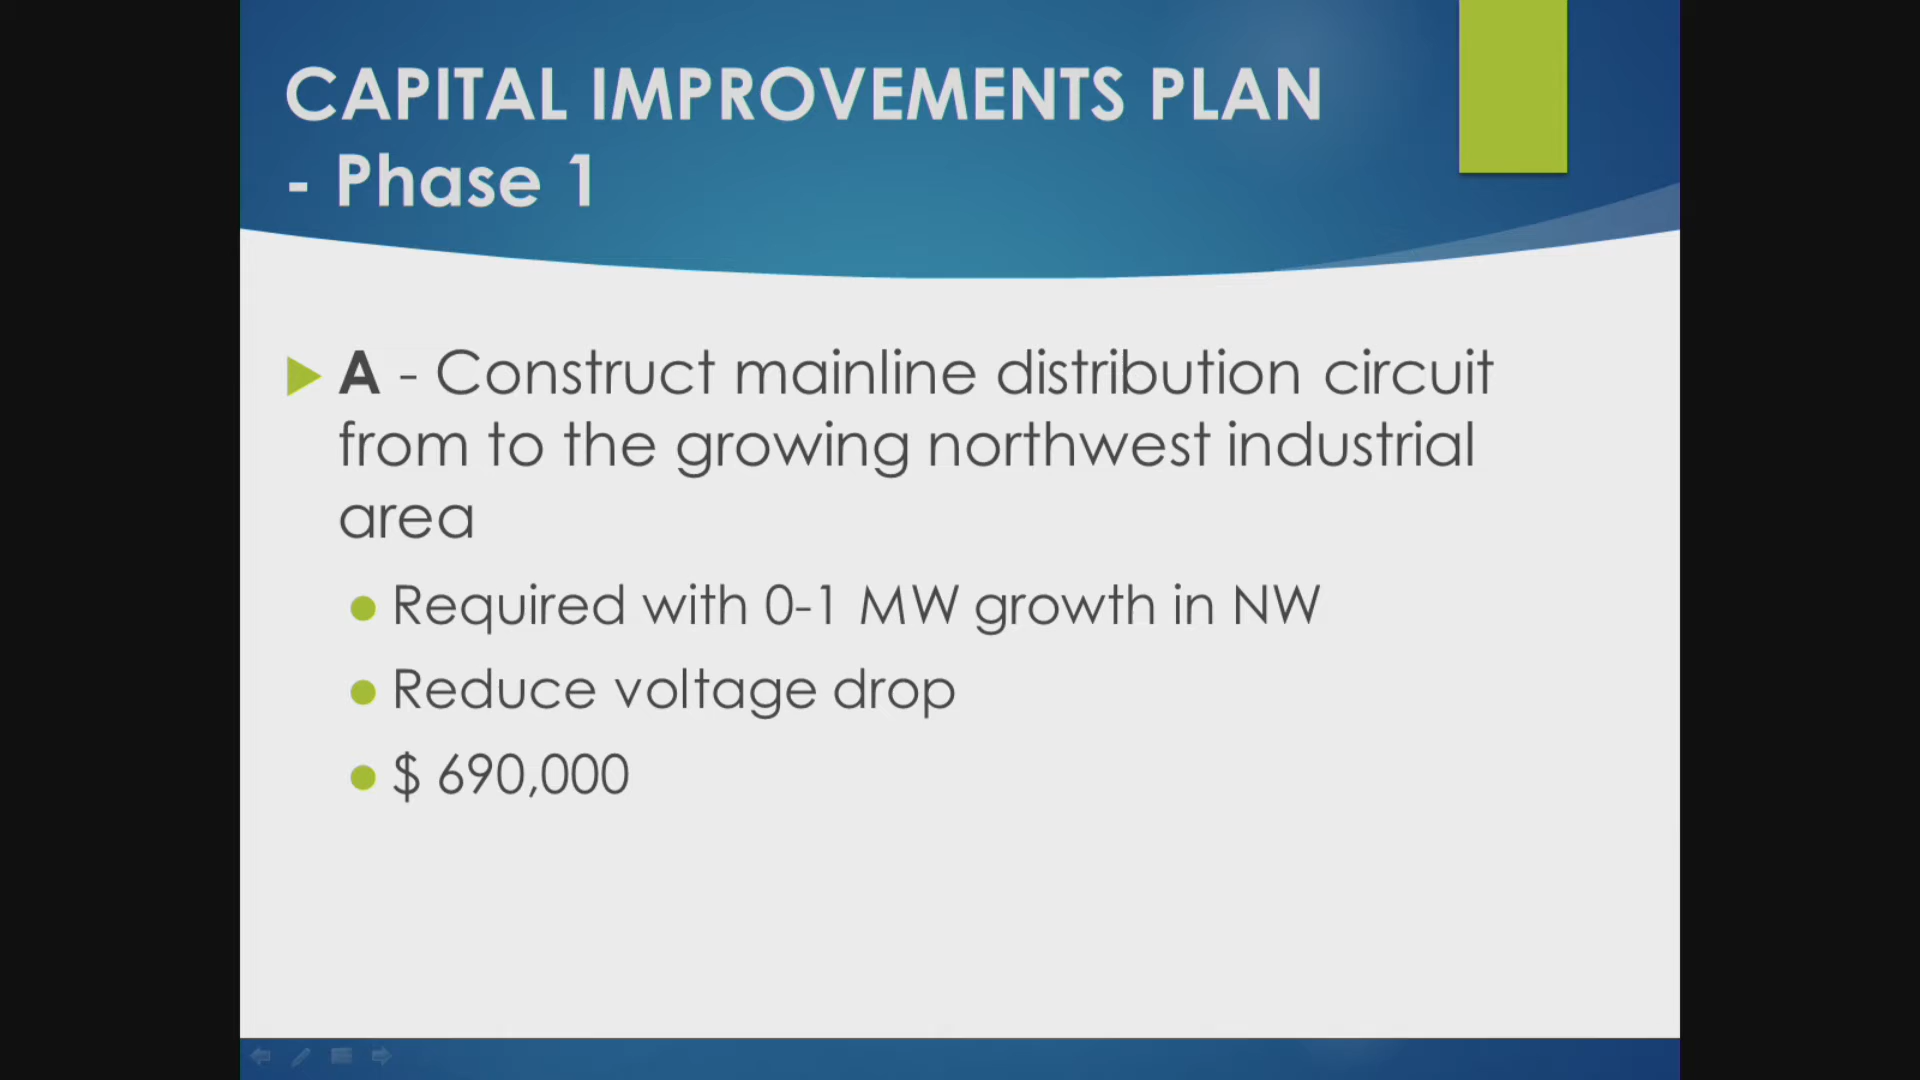 CAPITAL IMPROVEMENTS PLAN
- Phase 1
A - Construct mainline distribution circuit
from to the growing northwest industrial
area
Required with 0-1 MW growth in NW
Reduce voltage drop
$ 690,000